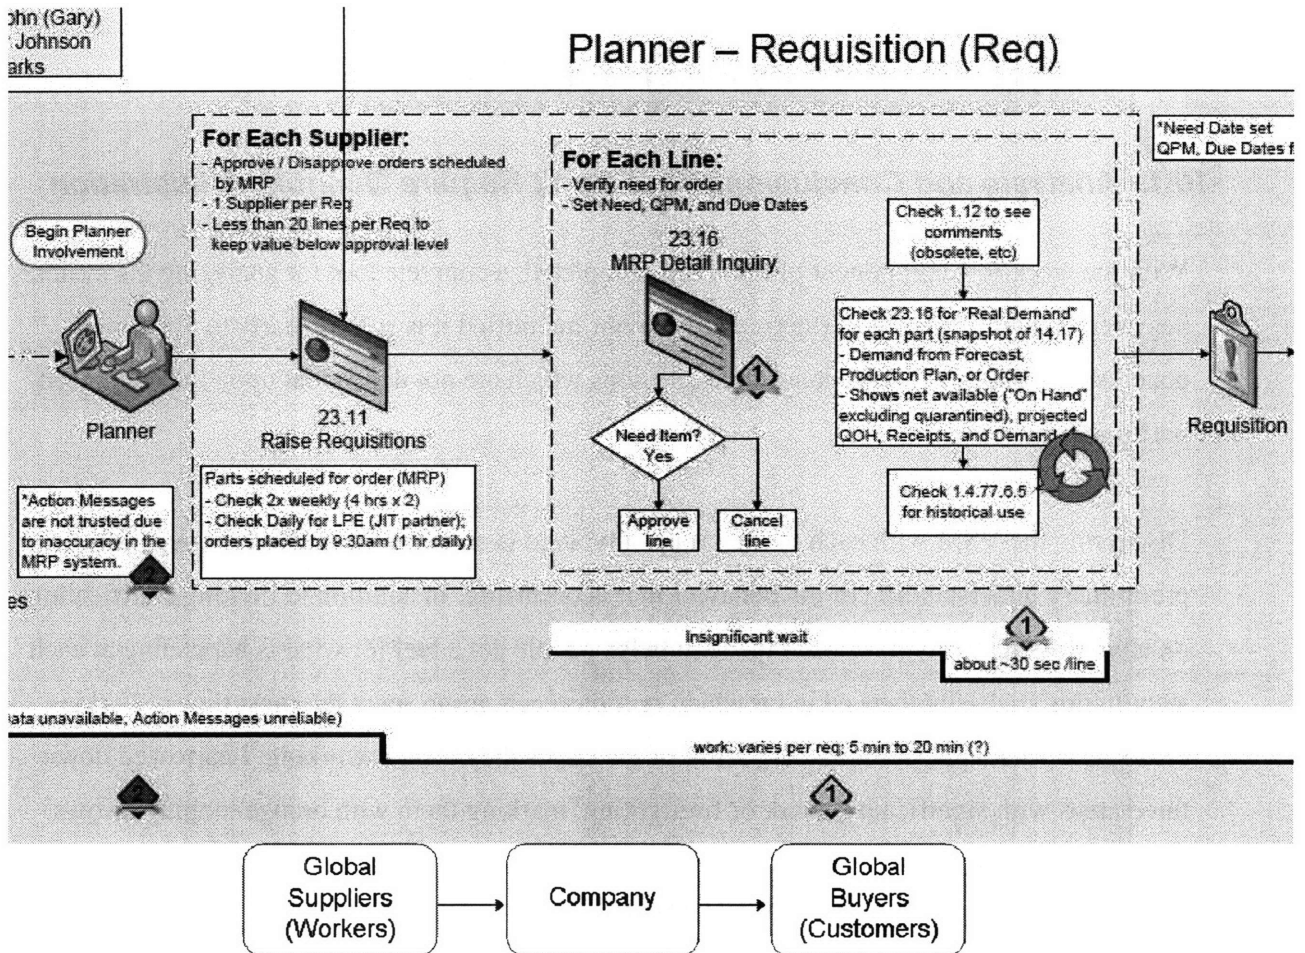 ohn (Gary)
Johnson
arks
Planner – Requisition (Req)
For Each Supplier:
- Approve / Disapprove orders scheduled
by MRP
- 1 Supplier per Req
- Less than 20 lines per Req to
keep value below approval level
For Each Line:
- Verify need for order
- Set Need, QPM, and Due Dates
*Need Date set
QPM, Due Dates f
Begin Planner
Involvement
23.16
MRP Detail Inquiry
Check 1.12 to see
comments
(obsolete, etc)
Check 23.16 for "Real Demand"
for each part (snapshot of 14.17)
- Demand from Forecast,
Production Plan, or Order
- Shows net available ("On Hand"
excluding quarantined), projected
QOH, Receipts, and Demand
1
Planner
23.11
Raise Requisitions
Requisition
Need Item?
Yes
Parts scheduled for order (MRP)
- Check 2x weekly (4 hrs x 2)
- Check Daily for LPE (JIT partner);
orders placed by 9:30am (1 hr daily)
*Action Messages
are not trusted due
to inaccuracy in the
MRP system.
2
Approve
line
Cancel
line
Check 1.4.77.6.5
for historical use
es
Insignificant wait
1
about ~30 sec /line
ata unavailable, Action Messages unreliable)
work: varies per req; 5 min to 20 min (?)
2
1
Global
Suppliers
(Workers)
Company
Global
Buyers
(Customers)